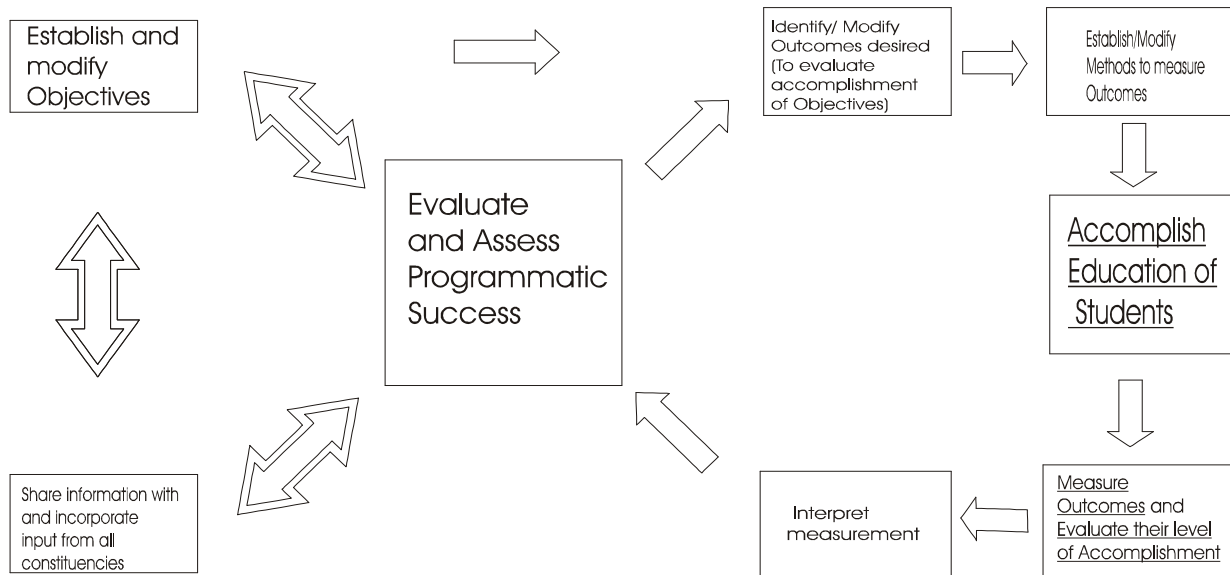 Establish and
modify
Objectives
Identify/ Modify
Outcomes desired
(To evaluate
accomplishment
of Objectives)
Establish/Modify
Methods to measure
Outcomes
Evaluate
and Assess
Programmatic
Success
Accomplish
Education of
Students
Share information with
and incorporate
input from all
constituencies
Interpret
measurement
Measure
Outcomes and
Evaluate their level
of Accomplishment